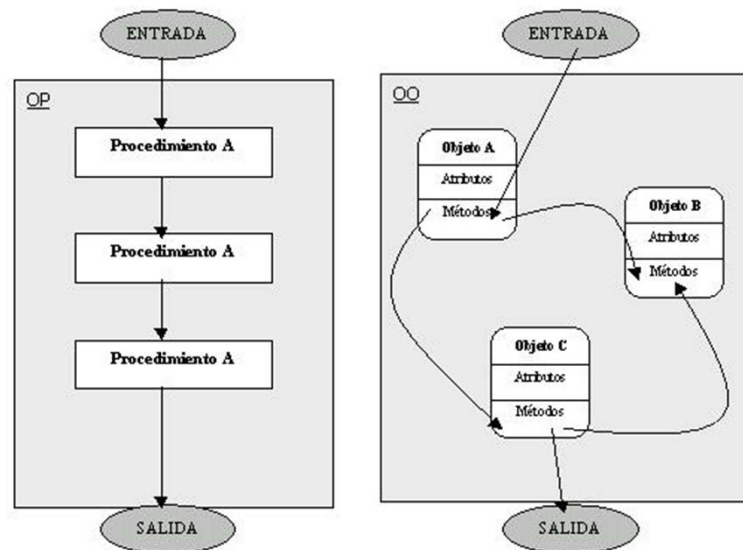 ENTRADA
OP
Procedimiento A
Procedimiento A
Procedimiento A
SALIDA
ENTRADA
OO
Objeto A
Atributos
Métodos
Objeto B
Atributos
Métodos
Objeto C
Atributos
Métodos
SALIDA